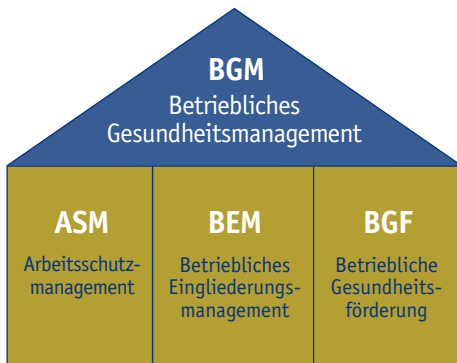 BGM
Betriebliches
Gesundheitsmanagement
ASM
Arbeitsschutz-
management
BEM
Betriebliches
Eingliederungs-
management
BGF
Betriebliche
Gesundheits-
förderung